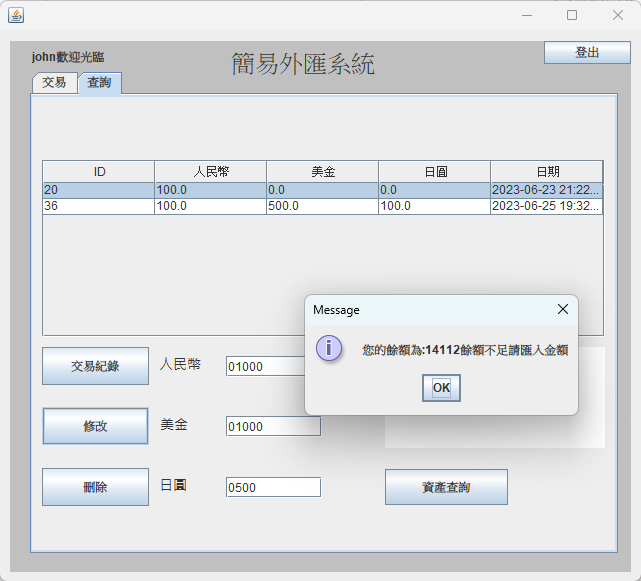 john歡迎光臨
簡易外匯系統
登出
交易
查詢
ID 人民幣 美金 日圓 日期
20 100.0 0.0 0.0 2023-06-23 21:22...
36 100.0 500.0 100.0 2023-06-25 19:32...
Message
您的餘額為:14112餘額不足請匯入金額
OK
交易紀錄 人民幣 01000
修改 美金 01000
刪除 日圓 0500
資產查詢